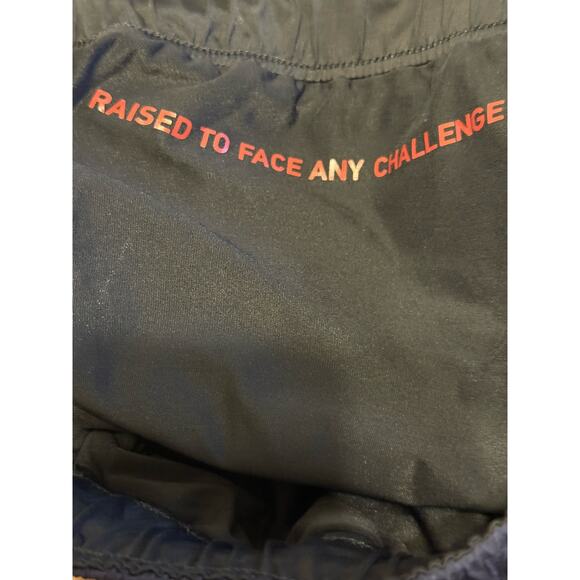 RAISED TO FACE ANY CHALLENGE